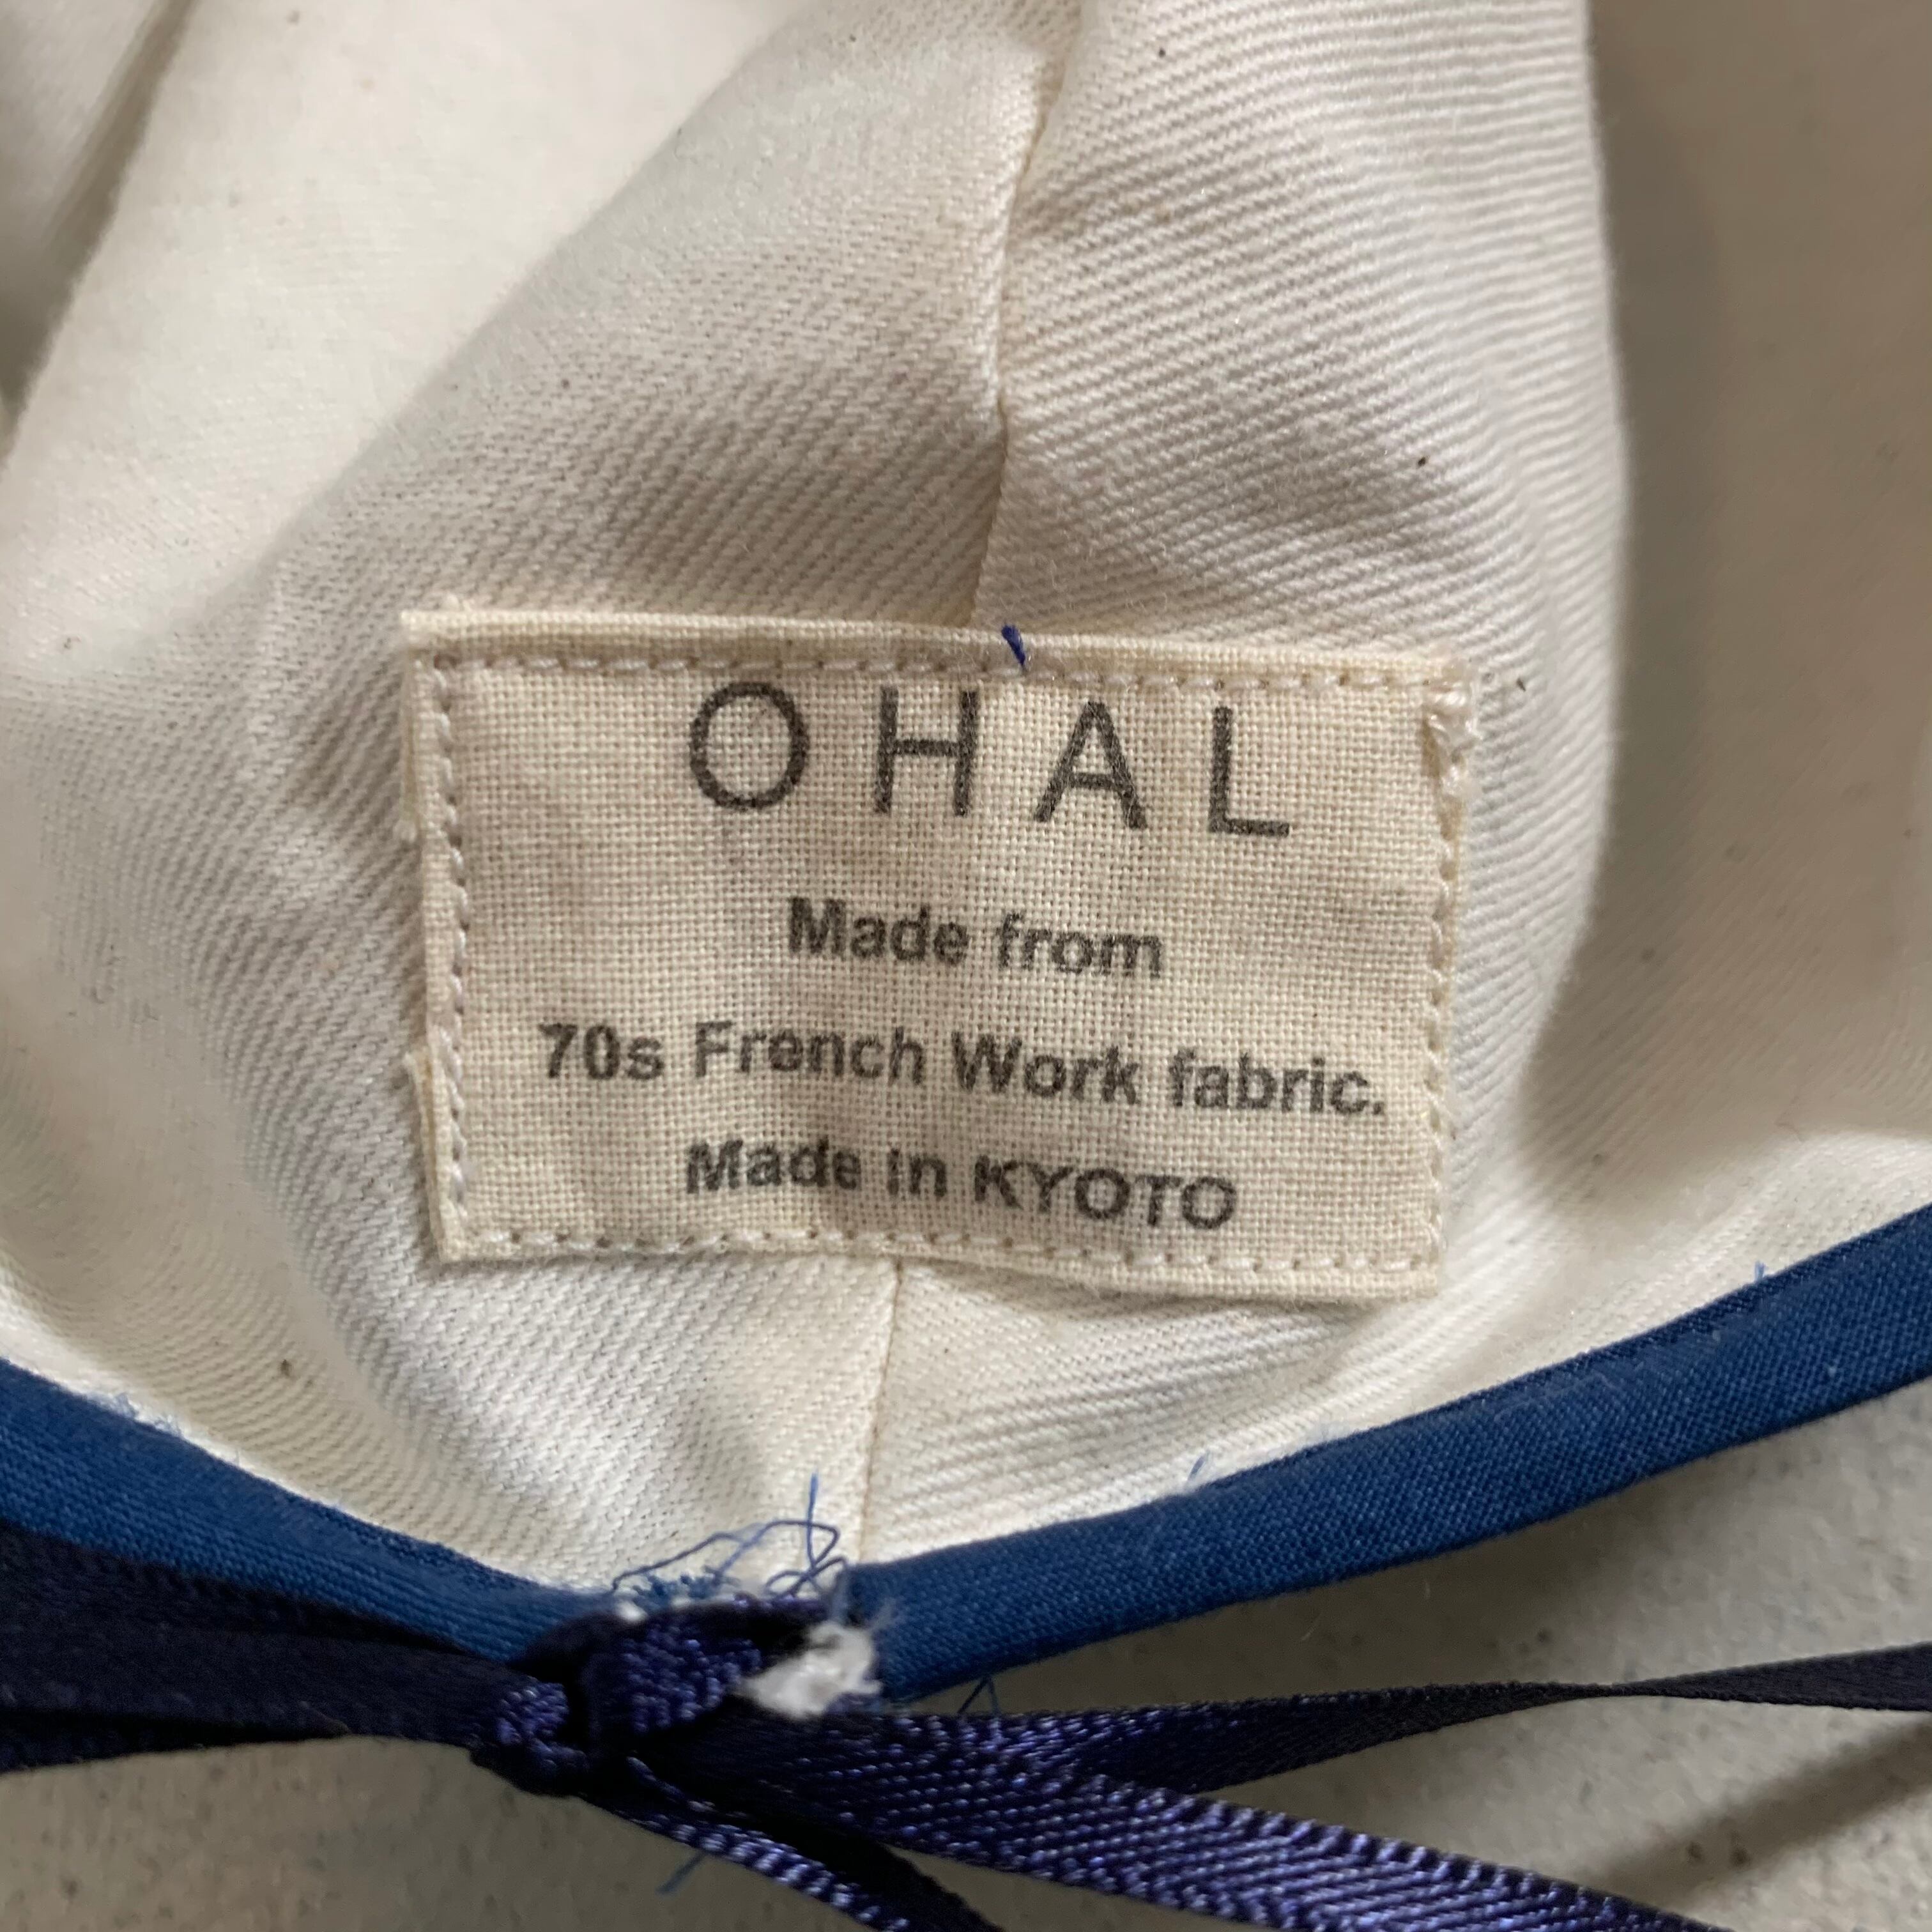 OHAL
Made from
70s French Work fabric.
Made in KYOTO